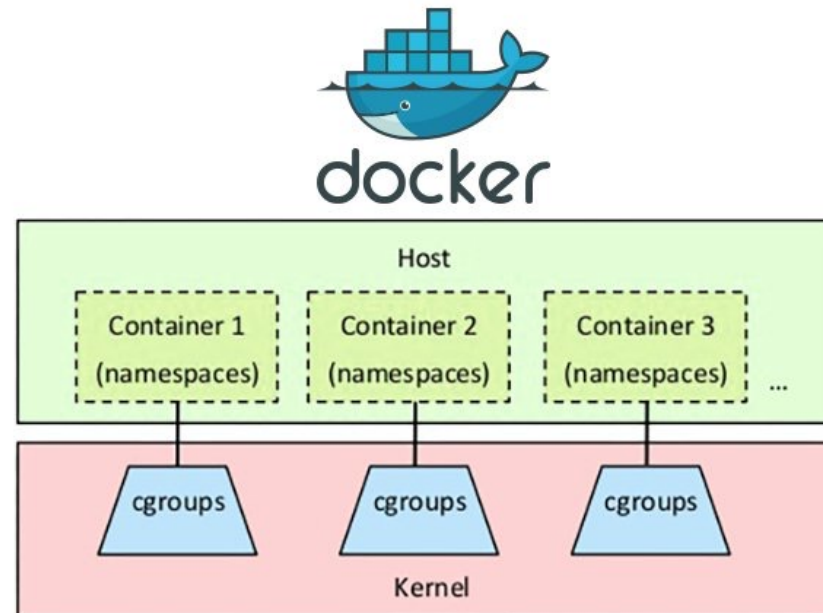 docker
Host
Container 1
(namespaces)
Container 2
(namespaces)
Container 3
(namespaces)
...
cgroups
cgroups
cgroups
Kernel